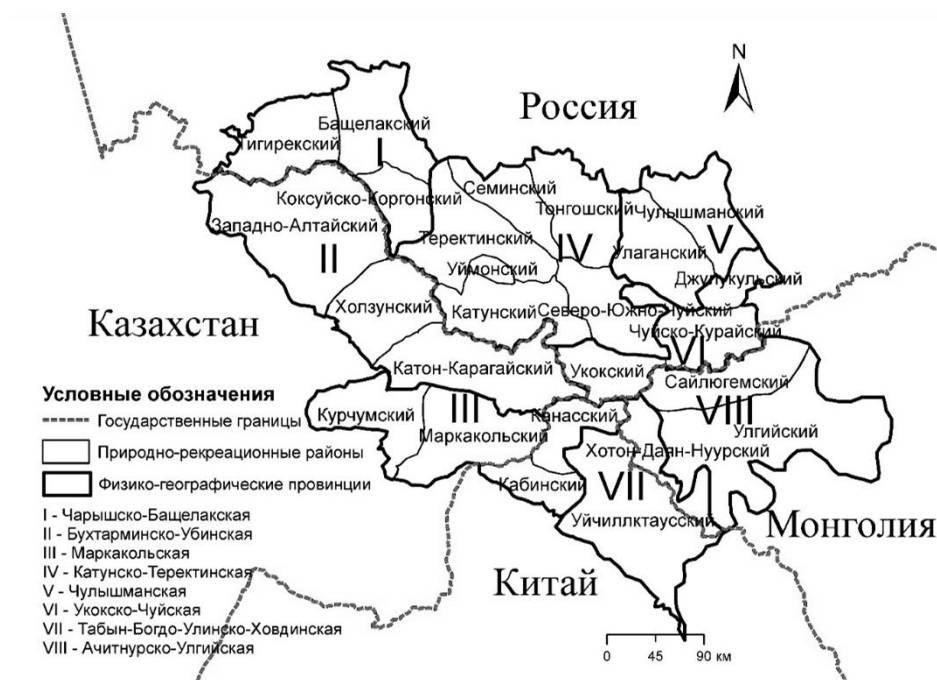 N
Россия
Бащелакский
Тигирекский
I
Семинский
Коксуйско-Коргонский
Тонгошский
Чулышманский
Западно-Алтайский
Теректинский
IV
V
II
Улаганский
Уймонский
Джулукульский
Холзунский
Катунский
Северо-Южно-Чуйский
Казахстан
Чуйско-Курайский
VI
Катон-Карагайский
Укокский
Сайлюгемский
Условные обозначения
Государственные границы
Природно-рекреационные районы
Физико-географические провинции
Курчумский
III
Канасский
VIII
Маркакольский
Улгийский
Хотон-Даян-Нуурский
Кабинский
VII
Уйчиллктаусский
Монголия
Китай
I - Чарышско-Бащелакская
II - Бухтарминско-Убинская
III - Маркакольская
IV - Катунско-Теректинская
V - Чулышманская
VI - Укокско-Чуйская
VII - Табын-Богдо-Улинско-Ховдинская
VIII - Ачитнурско-Улгийская
0 45 90 км